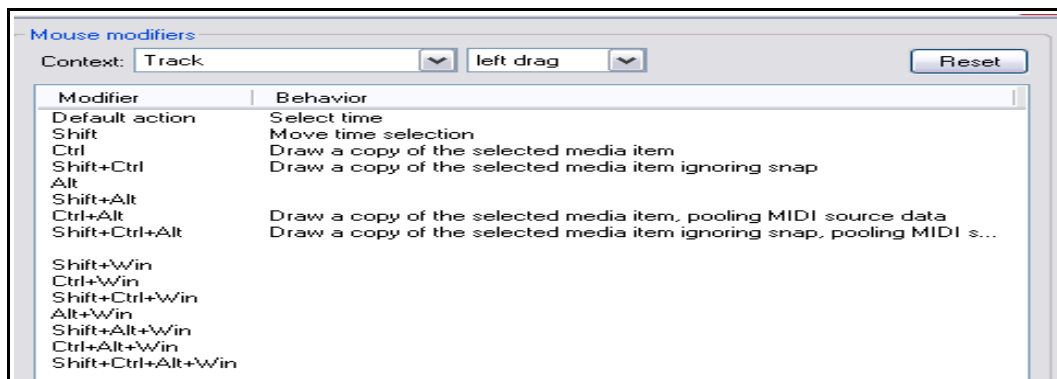 Mouse modifiers
Context: Track left drag Reset
Modifier Behavior
Default action Select time
Shift Move time selection
Ctrl Draw a copy of the selected media item
Shift+Ctrl Draw a copy of the selected media item ignoring snap
Alt
Shift+Alt
Ctrl+Alt Draw a copy of the selected media item, pooling MIDI source data
Shift+Ctrl+Alt Draw a copy of the selected media item ignoring snap, pooling MIDI s...
Shift+Win
Ctrl+Win
Shift+Ctrl+Win
Alt+Win
Shift+Alt+Win
Ctrl+Alt+Win
Shift+Ctrl+Alt+Win